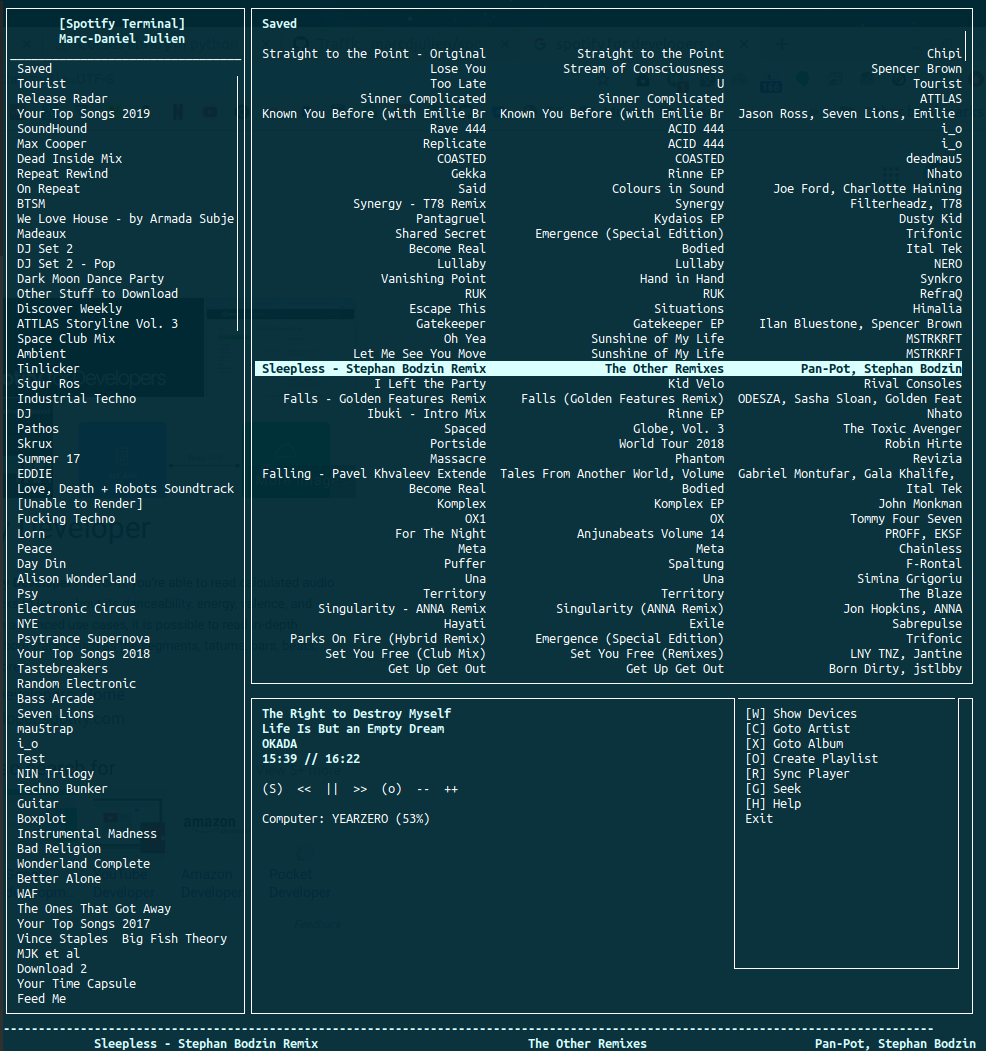 [Spotify Terminal]
Marc-Daniel Julien
Saved
Tourist
Release Radar
Your Top Songs 2019
SoundHound
Max Cooper
Dead Inside Mix
Repeat Rewind
On Repeat
BTSM
We Love House - by Armada Subje
Madeaux
DJ Set 2
DJ Set 2 - Pop
Dark Moon Dance Party
Other Stuff to Download
Discover Weekly
ATTLAS Storyline Vol. 3
Space Club Mix
Ambient
Tinlicker
Sigur Ros
Industrial Techno
DJ
Pathos
Skrux
Summer 17
EDDIE
Love, Death + Robots Soundtrack
[Unable to Render]
Fucking Techno
Lorn
Peace
Day Din
Alison Wonderland
Psy
Electronic Circus
NYE
Psytrance Supernova
Your Top Songs 2018
Tastebreakers
Random Electronic
Bass Arcade
Seven Lions
mau5trap
i_o
Test
NIN Trilogy
Techno Bunker
Guitar
Boxplot
Instrumental Madness
Bad Religion
Wonderland Complete
Better Alone
WAF
The Ones That Got Away
Your Top Songs 2017
Vince Staples  Big Fish Theory
MJK et al
Download 2
Your Time Capsule
Feed Me
Saved
Straight to the Point - Original Straight to the Point Chipi
Lose You Stream of Consciousness Spencer Brown
Too Late U Tourist
Sinner Complicated Sinner Complicated ATTLAS
Known You Before (with Emilie Br Known You Before (with Emilie Br Jason Ross, Seven Lions, Emilie
Rave 444 ACID 444 i_o
Replicate ACID 444 i_o
COASTED COASTED deadmau5
Gekka Rinne EP Nhato
Said Colours in Sound Joe Ford, Charlotte Haining
Synergy - T78 Remix Synergy Filterheadz, T78
Pantagruel Kydaios EP Dusty Kid
Shared Secret Emergence (Special Edition) Trifonic
Become Real Bodied Ital Tek
Lullaby Lullaby NERO
Vanishing Point Hand in Hand Synkro
RUK RUK RefraQ
Escape This Situations Himalia
Gatekeeper Gatekeeper EP Ilan Bluestone, Spencer Brown
Oh Yea Sunshine of My Life MSTRKRFT
Let Me See You Move Sunshine of My Life MSTRKRFT
Sleepless - Stephan Bodzin Remix The Other Remixes Pan-Pot, Stephan Bodzin
I Left the Party Kid Velo Rival Consoles
Falls - Golden Features Remix Falls (Golden Features Remix) ODESZA, Sasha Sloan, Golden Feat
Ibuki - Intro Mix Rinne EP Nhato
Spaced Globe, Vol. 3 The Toxic Avenger
Portside World Tour 2018 Robin Hirte
Massacre Phantom Revizia
Falling - Pavel Khvaleev Extende Tales From Another World, Volume Gabriel Montufar, Gala Khalife,
Become Real Bodied Ital Tek
Komplex Komplex EP John Monkman
OX1 OX Tommy Four Seven
For The Night Anjunabeats Volume 14 PROFF, EKSF
Meta Meta Chainless
Puffer Spaltung F-Rontal
Una Una Simina Grigoriu
Territory Territory The Blaze
Singularity - ANNA Remix Singularity (ANNA Remix) Jon Hopkins, ANNA
Hayati Exile Sabrepulse
Parks On Fire (Hybrid Remix) Emergence (Special Edition) Trifonic
Set You Free (Club Mix) Set You Free (Remixes) LNY TNZ, Jantine
Get Up Get Out Get Up Get Out Born Dirty, jstlbby
The Right to Destroy Myself
Life Is But an Empty Dream
OKADA
15:39 // 16:22
(S)  <<  ||  >>  (o)  --  ++
Computer: YEARZERO (53%)
[W] Show Devices
[C] Goto Artist
[X] Goto Album
[O] Create Playlist
[R] Sync Player
[G] Seek
[H] Help
Exit
Sleepless - Stephan Bodzin Remix The Other Remixes Pan-Pot, Stephan Bodzin